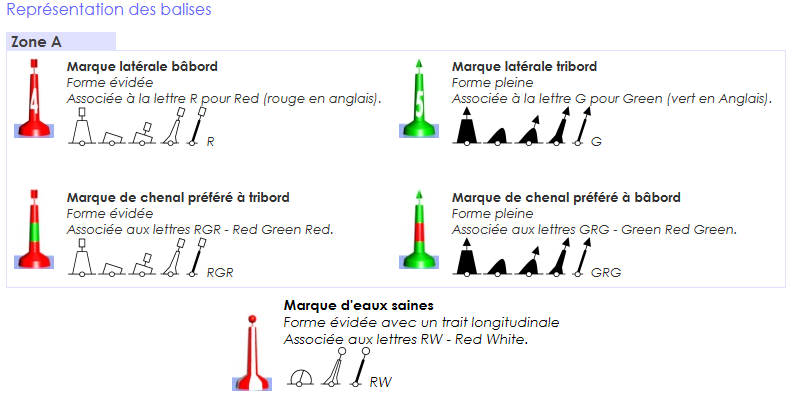 Représentation des balises
Zone A
Marque latérale bâbord
Forme évidée
Associée à la lettre R pour Red (rouge en anglais).
4
R
Marque latérale tribord
Forme pleine
Associée à la lettre G pour Green (vert en Anglais).
5
G
Marque de chenal préféré à tribord
Forme évidée
Associée aux lettres RGR - Red Green Red.
RGR
Marque de chenal préféré à bâbord
Forme pleine
Associée aux lettres GRG - Green Red Green.
GRG
Marque d'eaux saines
Forme évidée avec un trait longitudinale
Associée aux lettres RW - Red White.
RW